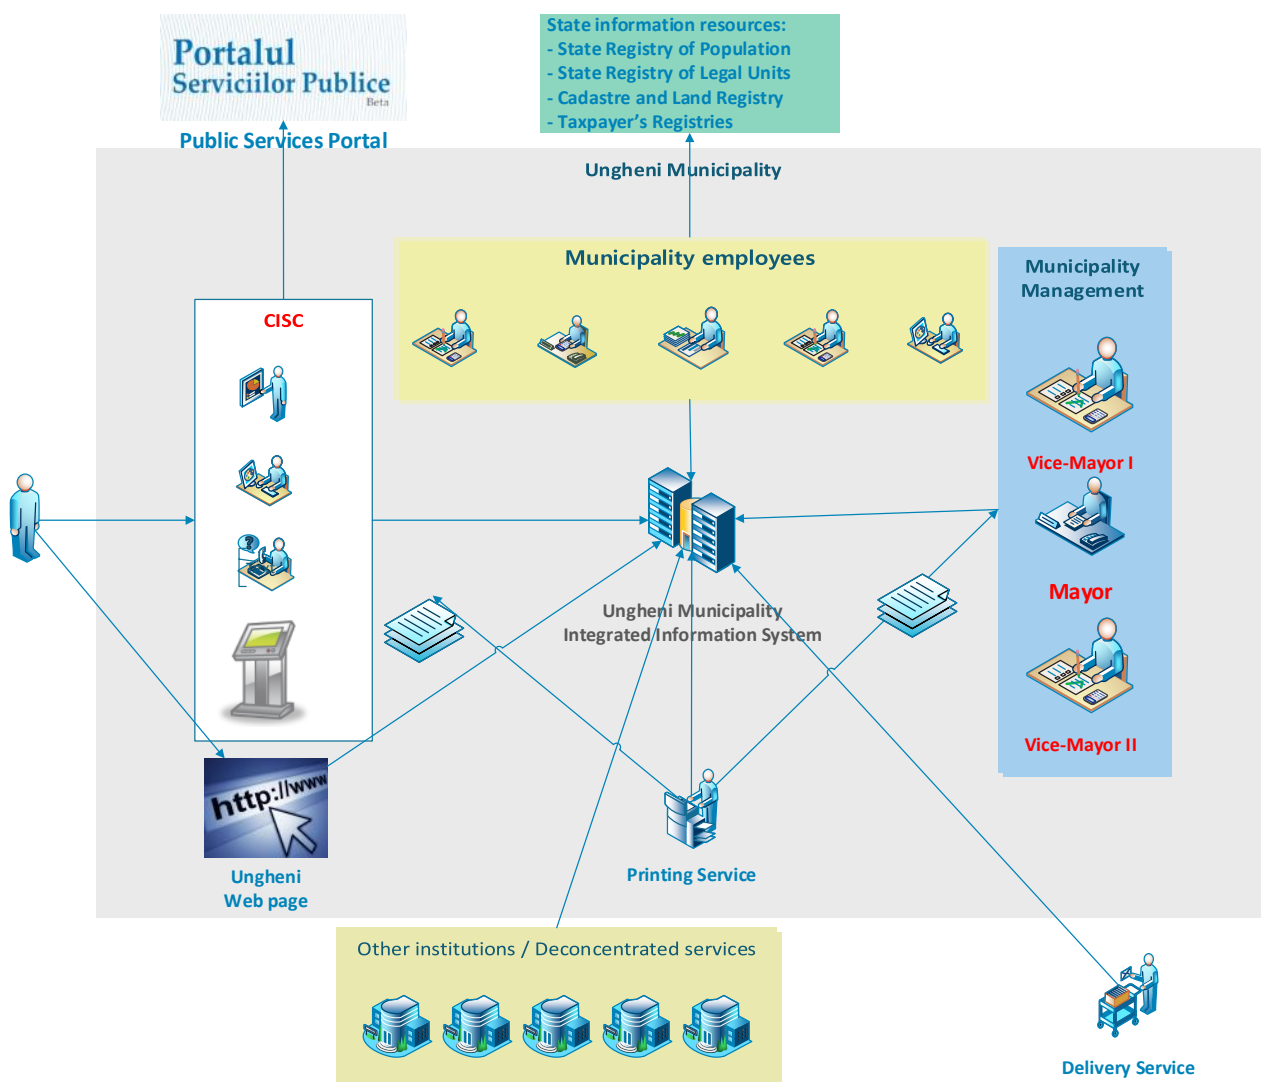 Portalul
Serviciilor Publice
Beta
Public Services Portal
State information resources:
- State Registry of Population
- State Registry of Legal Units
- Cadastre and Land Registry
- Taxpayer's Registries
Ungheni Municipality
Municipality employees
Municipality
Management
CISC
?
Vice-Mayor I
Mayor
Vice-Mayor II
Ungheni Municipality
Integrated Information System
http://www
Ungheni
Web page
Printing Service
Other institutions / Deconcentrated services
Delivery Service